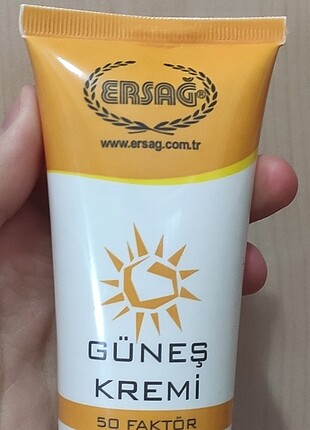 ERSAĞ®
www.ersag.com.tr
GÜNEŞ
KREMİ
50 FAKTÖR